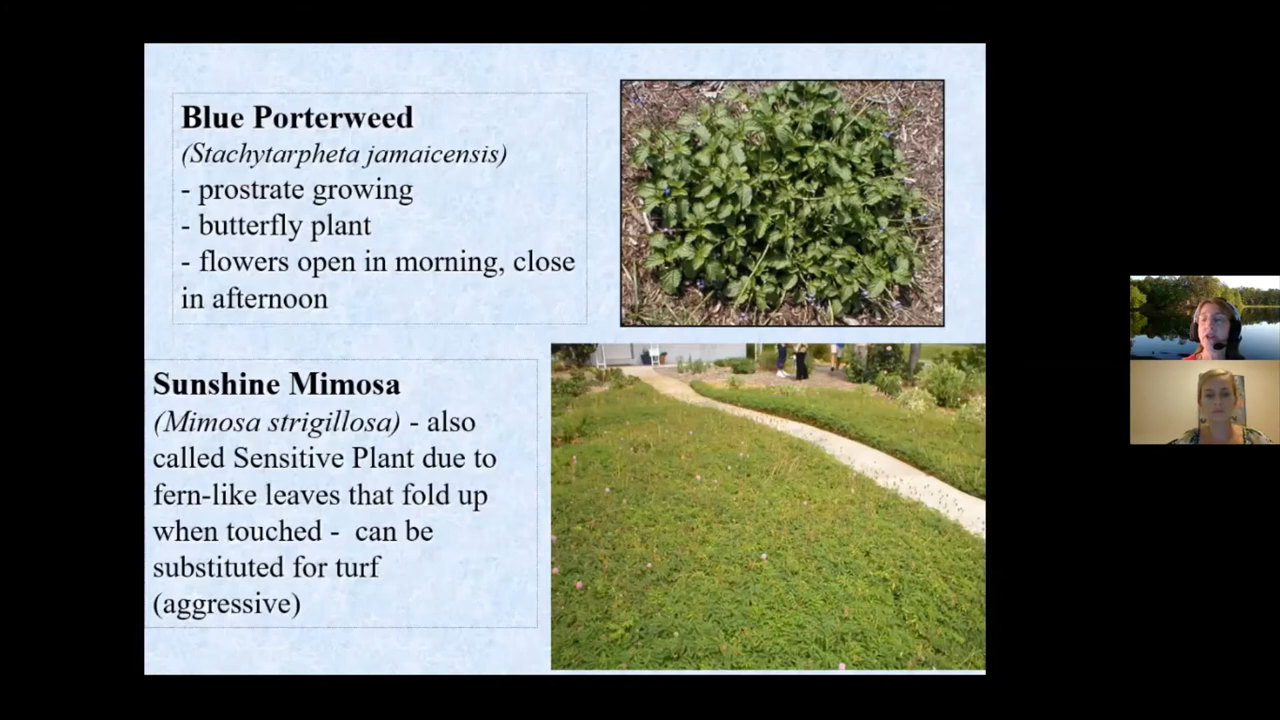 Blue Porterweed
(Stachytarpheta jamaicensis)
- prostrate growing
- butterfly plant
- flowers open in morning, close
in afternoon
Sunshine Mimosa
(Mimosa strigillosa) - also
called Sensitive Plant due to
fern-like leaves that fold up
when touched -  can be
substituted for turf
(aggressive)